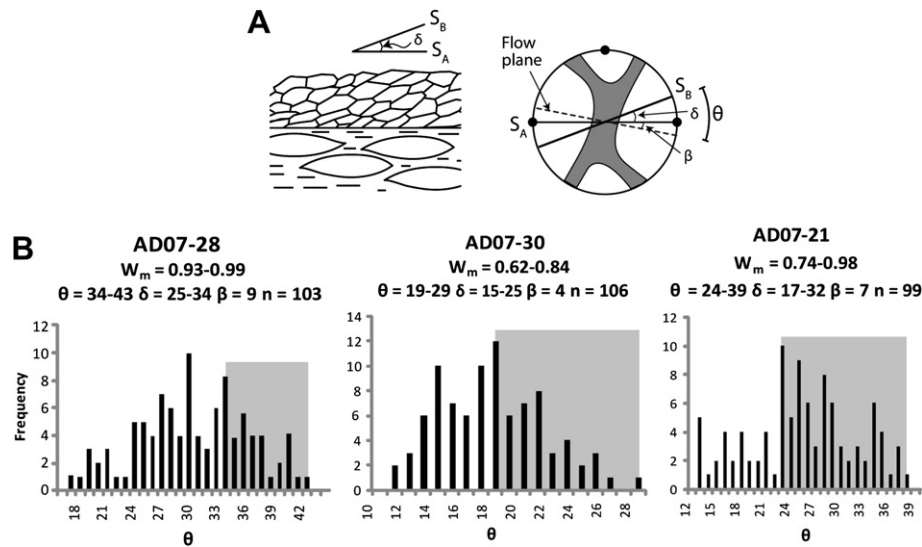 A
S_B
δ
S_A
Flow
plane
S_B
δ
θ
S_A
β
B
AD07-28
W_m = 0.93-0.99
θ = 34-43 δ = 25-34 β = 9 n = 103
AD07-30
W_m = 0.62-0.84
θ = 19-29 δ = 15-25 β = 4 n = 106
AD07-21
W_m = 0.74-0.98
θ = 24-39 δ = 17-32 β = 7 n = 99
Frequency
12
10
8
6
4
2
0
18 21 24 27 30 33 36 39 42
θ
14
12
10
8
6
4
2
0
10 12 14 16 18 20 22 24 26 28
θ
12
10
8
6
4
2
0
12 15 18 21 24 27 30 33 36 39
θ